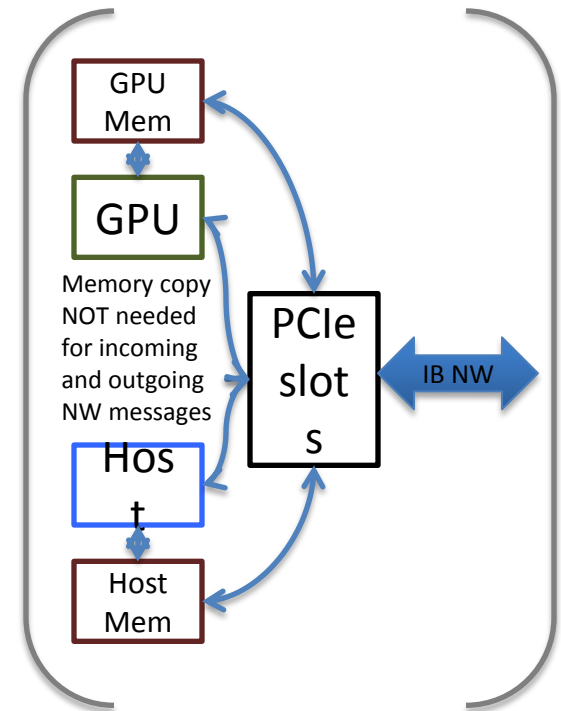 GPU
Mem
GPU
Memory copy
NOT needed
for incoming
and outgoing
NW messages
PCIe
slot
s
IB NW
Hos
t
Host
Mem